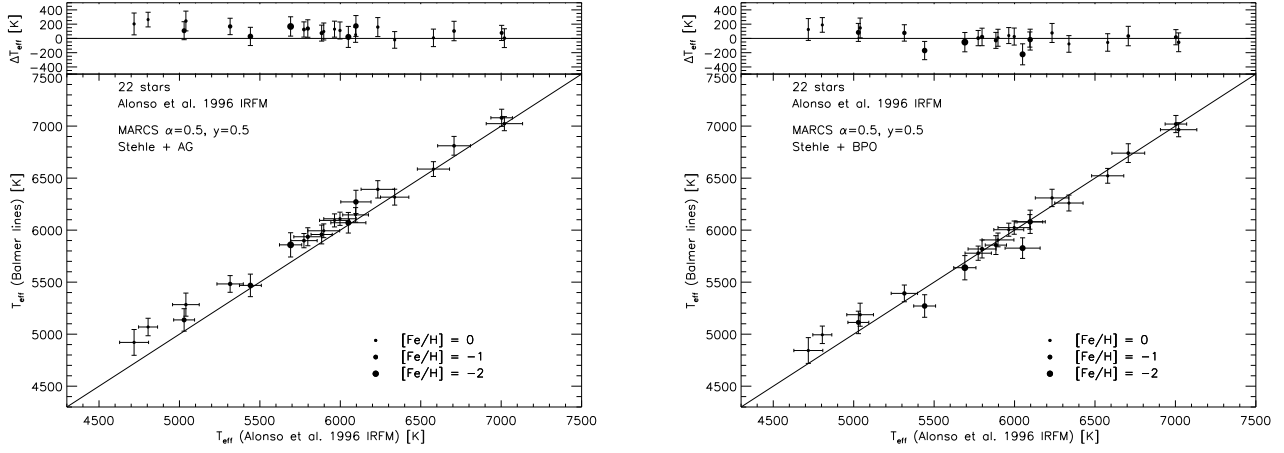 400
200
0
−200
−400
ΔT_eff [K]
7500
7000
6500
6000
5500
5000
4500
T_eff (Balmer lines) [K]
22 stars
Alonso et al. 1996 IRFM
MARCS α=0.5, y=0.5
Stehle + AG
[Fe/H] = 0
[Fe/H] = −1
[Fe/H] = −2
4500 5000 5500 6000 6500 7000 7500
T_eff (Alonso et al. 1996 IRFM) [K]
400
200
0
−200
−400
ΔT_eff [K]
7500
7000
6500
6000
5500
5000
4500
T_eff (Balmer lines) [K]
22 stars
Alonso et al. 1996 IRFM
MARCS α=0.5, y=0.5
Stehle + BPO
[Fe/H] = 0
[Fe/H] = −1
[Fe/H] = −2
4500 5000 5500 6000 6500 7000 7500
T_eff (Alonso et al. 1996 IRFM) [K]